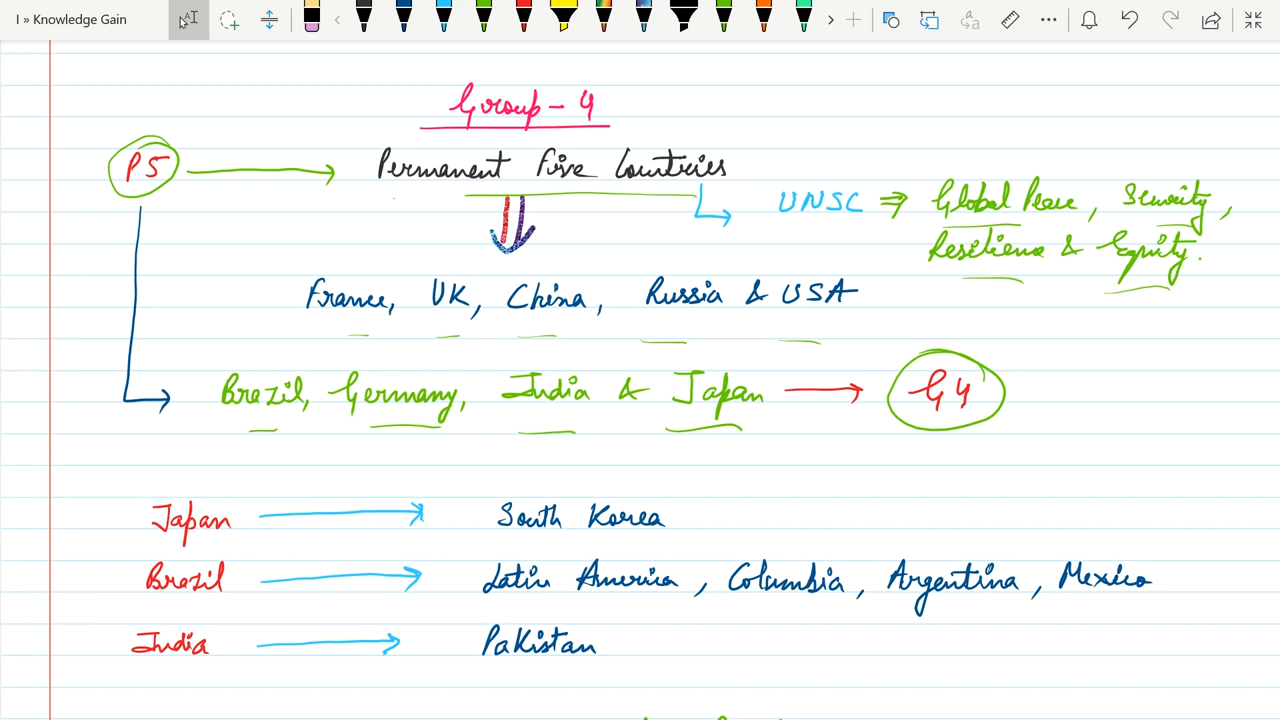 I » Knowledge Gain
Group - 4
P5 → Permanent Five Countries
UNSC ⇒ Global Peace, Security,
Resilience & Equity.
France, UK, China, Russia & USA
Brazil, Germany, India & Japan → G4
Japan → South Korea
Brazil → Latin America, Columbia, Argentina, Mexico
India → Pakistan